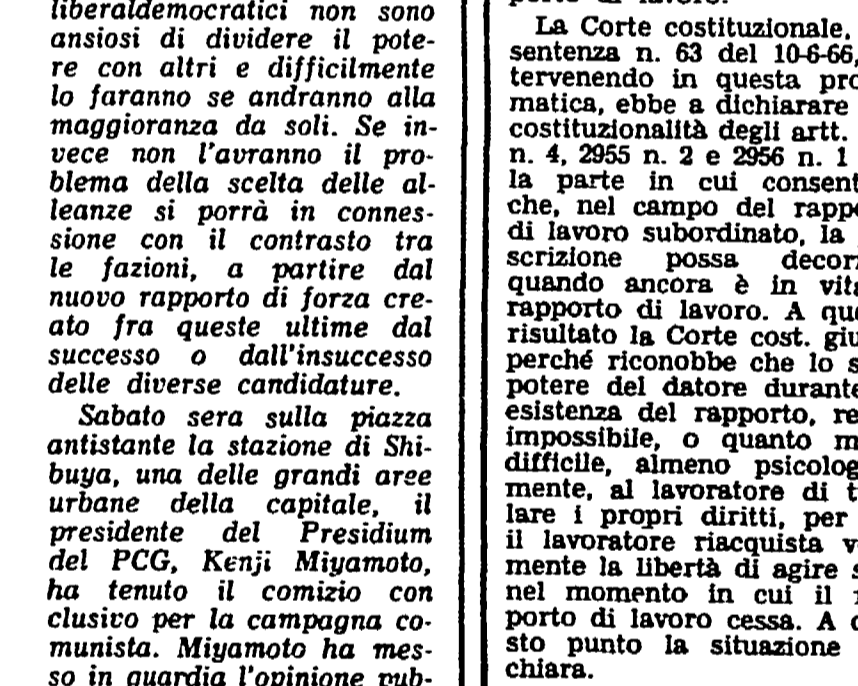 liberaldemocratici non sono
ansiosi di dividere il pote-
re con altri e difficilmente
lo faranno se andranno alla
maggioranza da soli. Se in-
vece non l'avranno il pro-
blema della scelta delle al-
leanze si porrà in connes-
sione con il contrasto tra
le fazioni, a partire dal
nuovo rapporto di forza cre-
ato fra queste ultime dal
successo o dall'insuccesso
delle diverse candidature.
Sabato sera sulla piazza
antistante la stazione di Shi-
buya, una delle grandi aree
urbane della capitale, il
presidente del Presidium
del PCG, Kenji Miyamoto,
ha tenuto il comizio con
clusivo per la campagna co-
munista. Miyamoto ha mes-
so in guardia l'opinione pub-
La Corte costituzionale,
sentenza n. 63 del 10-6-66,
tervenendo in questa pro
matica, ebbe a dichiarare
costituzionalità degli artt.
n. 4, 2955 n. 2 e 2956 n. 1
la parte in cui consent
che, nel campo del rappo
di lavoro subordinato, la
scrizione possa decorr
quando ancora è in vita
rapporto di lavoro. A que
risultato la Corte cost. giu
perché riconobbe che lo s
potere del datore durante
esistenza del rapporto, re
impossibile, o quanto m
difficile, almeno psicolog
mente, al lavoratore di t
lare i propri diritti, per
il lavoratore riacquista v
mente la libertà di agire s
nel momento in cui il r
porto di lavoro cessa. A q
sto punto la situazione
chiara.